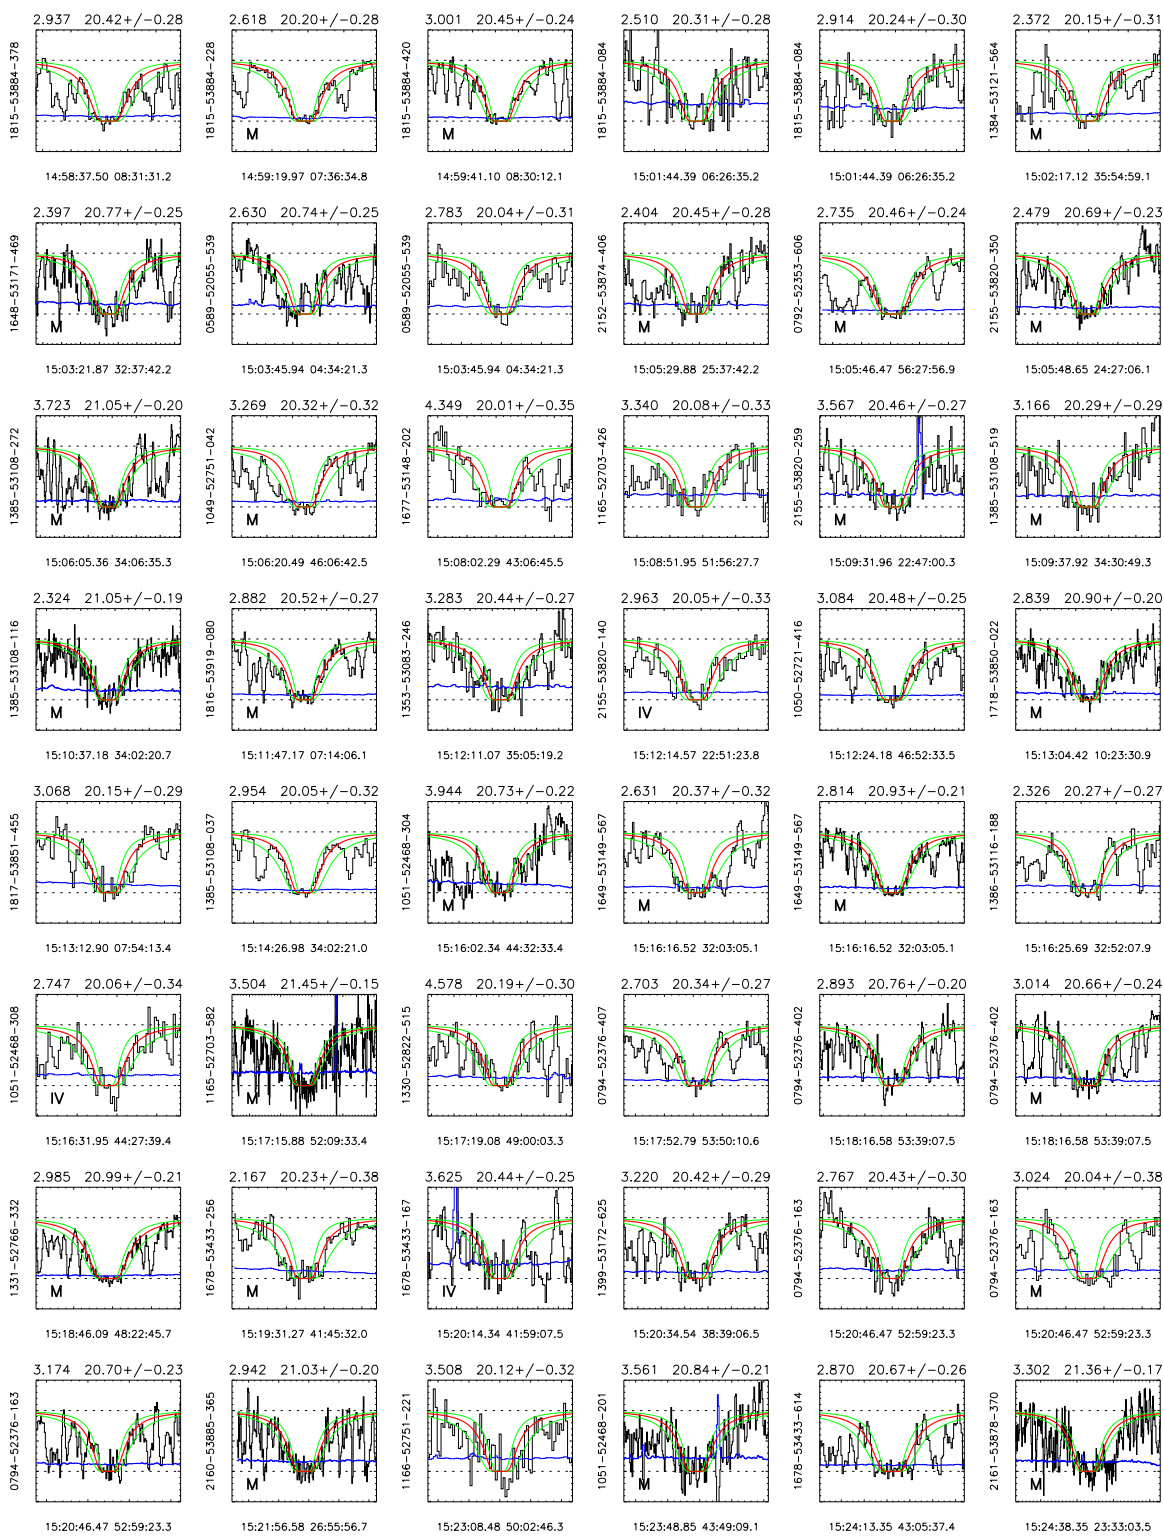 2.937 20.42+/-0.28 2.618 20.20+/-0.28 3.001 20.45+/-0.24 2.510 20.31+/-0.28 2.914 20.24+/-0.30 2.372 20.15+/-0.31
1815-53884-378 1815-53884-228 1815-53884-420 1815-53884-084 1815-53884-084 1384-53121-564
M M M
14:58:37.50 08:31:31.2 14:59:19.97 07:36:34.8 14:59:41.10 08:30:12.1 15:01:44.39 06:26:35.2 15:01:44.39 06:26:35.2 15:02:17.12 35:54:59.1
2.397 20.77+/-0.25 2.630 20.74+/-0.25 2.783 20.04+/-0.31 2.404 20.45+/-0.28 2.735 20.46+/-0.24 2.479 20.69+/-0.23
1648-53171-469 0589-52055-539 0589-52055-539 2152-53874-406 0792-52353-606 2155-53820-350
M M M M M
15:03:21.87 32:37:42.2 15:03:45.94 04:34:21.3 15:03:45.94 04:34:21.3 15:05:29.88 25:37:42.2 15:05:46.47 56:27:56.9 15:05:48.65 24:27:06.1
3.723 21.05+/-0.20 3.269 20.32+/-0.32 4.349 20.01+/-0.35 3.340 20.08+/-0.33 3.567 20.46+/-0.27 3.166 20.29+/-0.29
1385-53108-272 1049-52751-042 1677-53148-202 1165-52703-426 2155-53820-259 1385-53108-519
M M M M
15:06:05.36 34:06:35.3 15:06:20.49 46:06:42.5 15:08:02.29 43:06:45.5 15:08:51.95 51:56:27.7 15:09:31.96 22:47:00.3 15:09:37.92 34:30:49.3
2.324 21.05+/-0.19 2.882 20.52+/-0.27 3.283 20.44+/-0.27 2.963 20.05+/-0.33 3.084 20.48+/-0.25 2.839 20.90+/-0.20
1385-53108-116 1816-53919-080 1353-53083-246 2155-53820-140 1050-52721-416 1718-53850-022
M M IV M
15:10:37.18 34:02:20.7 15:11:47.17 07:14:06.1 15:12:11.07 35:05:19.2 15:12:14.57 22:51:23.8 15:12:24.18 46:52:33.5 15:13:04.42 10:23:30.9
3.068 20.15+/-0.29 2.954 20.05+/-0.32 3.944 20.73+/-0.22 2.631 20.37+/-0.32 2.814 20.93+/-0.21 2.326 20.27+/-0.27
1817-53851-455 1385-53108-037 1051-52468-304 1649-53149-567 1649-53149-567 1386-53116-188
M M M
15:13:12.90 07:54:13.4 15:14:26.98 34:02:21.0 15:16:02.34 44:32:33.4 15:16:16.52 32:03:05.1 15:16:16.52 32:03:05.1 15:16:25.69 32:52:07.9
2.747 20.06+/-0.34 3.504 21.45+/-0.15 4.578 20.19+/-0.30 2.703 20.34+/-0.27 2.893 20.76+/-0.20 3.014 20.66+/-0.24
1051-52468-308 1165-52703-582 1330-52822-515 0794-52376-407 0794-52376-402 0794-52376-402
IV M M M
15:16:31.95 44:27:39.4 15:17:15.88 52:09:33.4 15:17:19.08 49:00:03.3 15:17:52.79 53:50:10.6 15:18:16.58 53:39:07.5 15:18:16.58 53:39:07.5
2.985 20.99+/-0.21 2.167 20.23+/-0.38 3.625 20.44+/-0.25 3.220 20.42+/-0.29 2.767 20.43+/-0.30 3.024 20.04+/-0.38
1331-52766-332 1678-53433-256 1678-53433-167 1399-53172-625 0794-52376-163 0794-52376-163
M M IV M
15:18:46.09 48:22:45.7 15:19:31.27 41:45:32.0 15:20:14.34 41:59:07.5 15:20:34.54 38:39:06.5 15:20:46.47 52:59:23.3 15:20:46.47 52:59:23.3
3.174 20.70+/-0.23 2.942 21.03+/-0.20 3.508 20.12+/-0.32 3.561 20.84+/-0.21 2.870 20.67+/-0.26 3.302 21.36+/-0.17
0794-52376-163 2160-53885-365 1166-52751-221 1051-52468-201 1678-53433-614 2161-53878-370
M M M
15:20:46.47 52:59:23.3 15:21:56.58 26:55:56.7 15:23:08.48 50:02:46.3 15:23:48.85 43:49:09.1 15:24:13.35 43:05:37.4 15:24:38.35 23:33:03.5